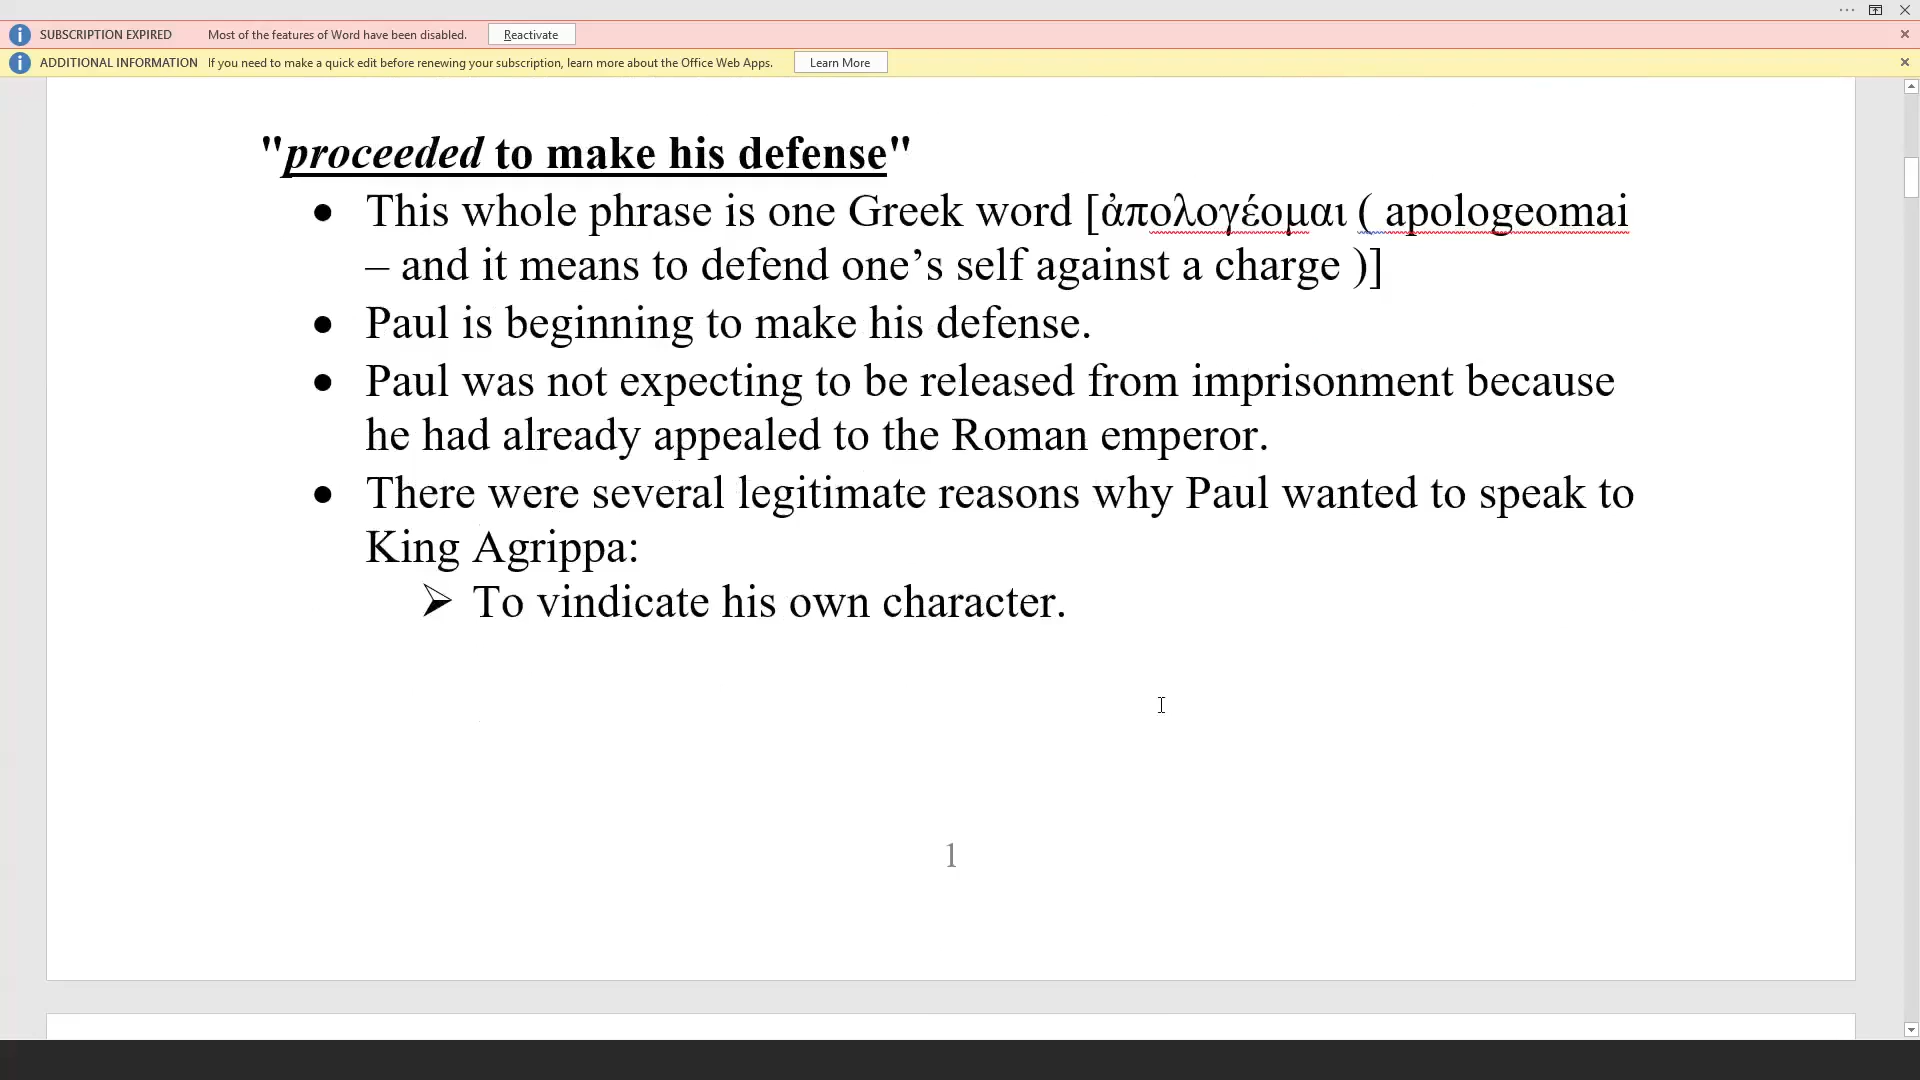 SUBSCRIPTION EXPIRED Most of the features of Word have been disabled. Reactivate
ADDITIONAL INFORMATION If you need to make a quick edit before renewing your subscription, learn more about the Office Web Apps. Learn More
"proceeded to make his defense"
● This whole phrase is one Greek word [ἀπολογέομαι ( apologeomai
– and it means to defend one’s self against a charge )]
● Paul is beginning to make his defense.
● Paul was not expecting to be released from imprisonment because
he had already appealed to the Roman emperor.
● There were several legitimate reasons why Paul wanted to speak to
King Agrippa:
➢ To vindicate his own character.
1